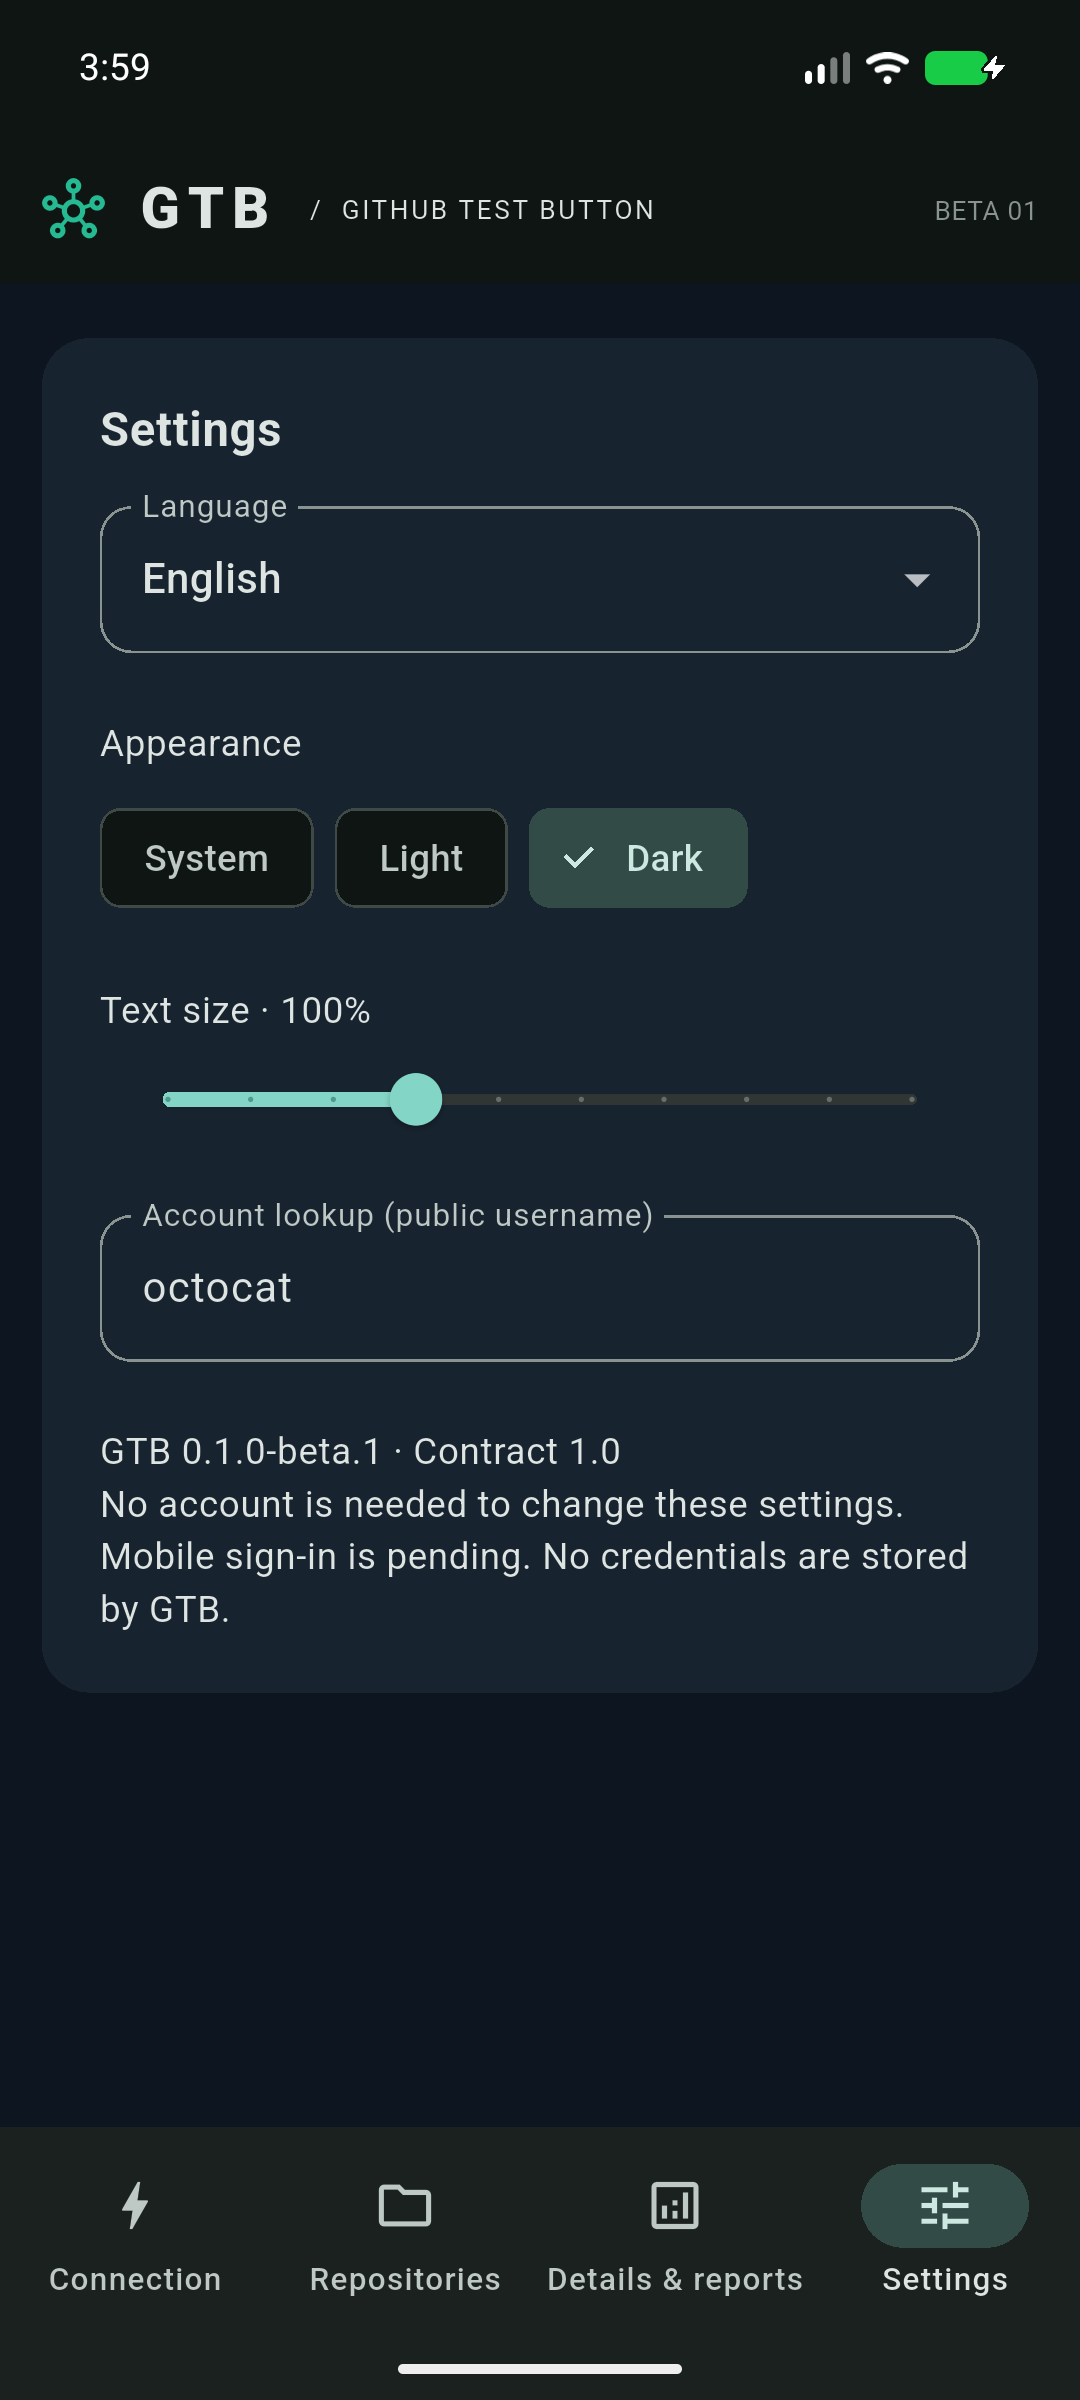 3:59
GTB / GITHUB TEST BUTTON BETA 01
Settings
Language
English
Appearance
System Light Dark
Text size · 100%
Account lookup (public username)
octocat
GTB 0.1.0-beta.1 · Contract 1.0
No account is needed to change these settings.
Mobile sign-in is pending. No credentials are stored
by GTB.
Connection Repositories Details & reports Settings